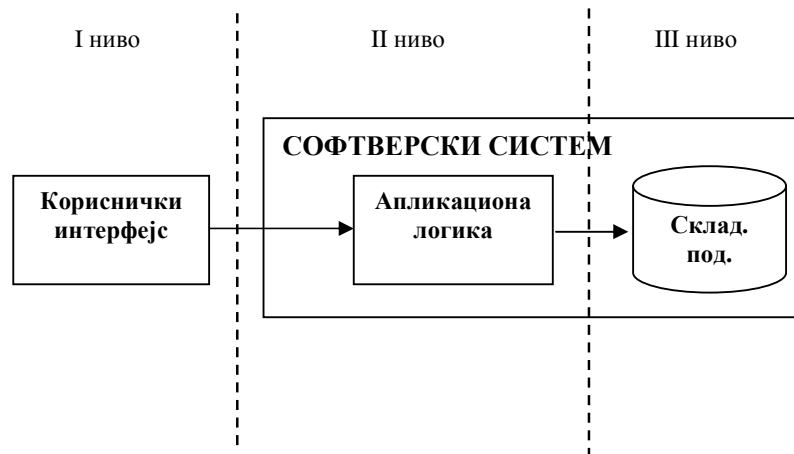 I ниво
II ниво
III ниво
СОФТВЕРСКИ СИСТЕМ
Кориснички
интерфејс
Апликациона
логика
Склад.
под.